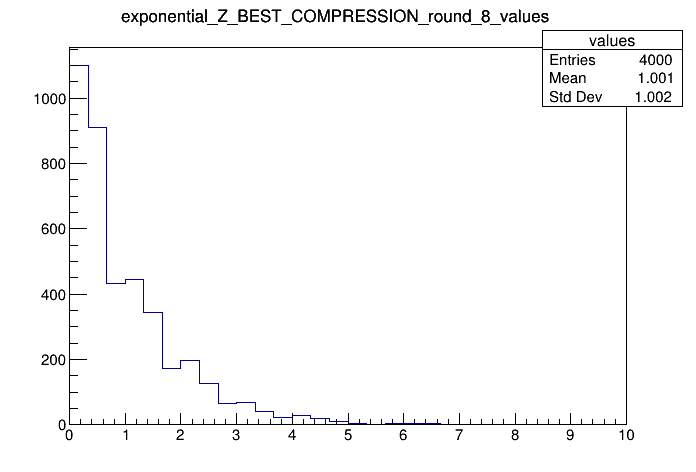 exponential_Z_BEST_COMPRESSION_round_8_values
values
Entries 4000
Mean 1.001
Std Dev 1.002
1000
800
600
400
200
0
0 1 2 3 4 5 6 7 8 9 10